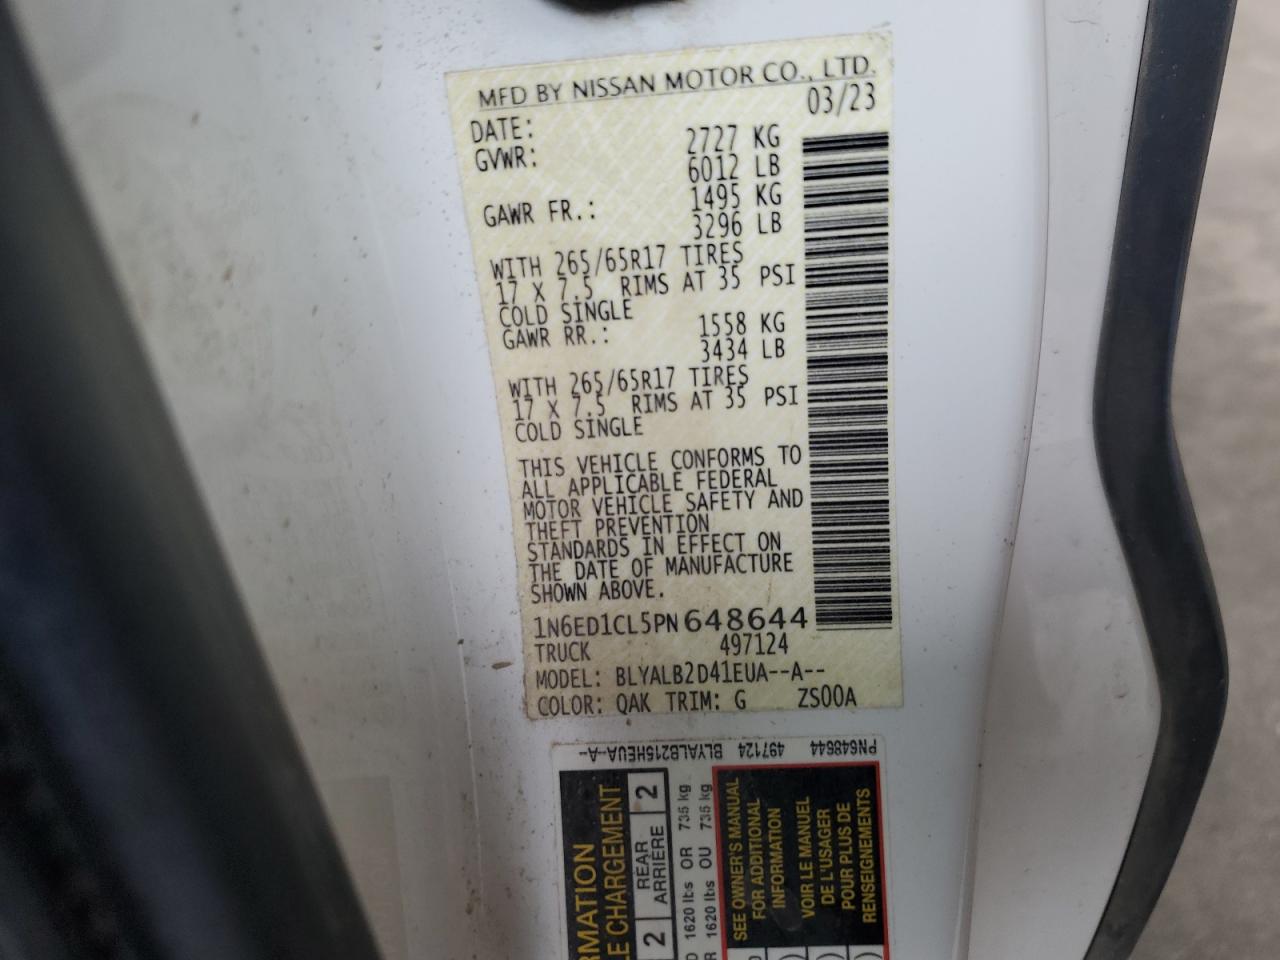 MFD BY NISSAN MOTOR CO., LTD.
DATE: 03/23
GVWR: 2727 KG
6012 LB
GAWR FR.: 1495 KG
3296 LB
WITH 265/65R17 TIRES
17 X 7.5 RIMS AT 35 PSI
COLD SINGLE
GAWR RR.: 1558 KG
3434 LB
WITH 265/65R17 TIRES
17 X 7.5 RIMS AT 35 PSI
COLD SINGLE
THIS VEHICLE CONFORMS TO
ALL APPLICABLE FEDERAL
MOTOR VEHICLE SAFETY AND
THEFT PREVENTION
STANDARDS IN EFFECT ON
THE DATE OF MANUFACTURE
SHOWN ABOVE.
1N6ED1CL5PN648644
TRUCK 497124
MODEL: BLYALB2D41EUA--A--
COLOR: QAK TRIM: G ZS00A
PN648644 497124 BLYALB215HEUA--A--
RMATION
LE CHARGEMENT
2 REAR 2
ARRIÈRE
1620 lbs OR 735 kg
1620 lbs OU 735 kg
SEE OWNER'S MANUAL
FOR ADDITIONAL
INFORMATION
VOIR LE MANUEL
DE L'USAGER
POUR PLUS DE
RENSEIGNEMENTS